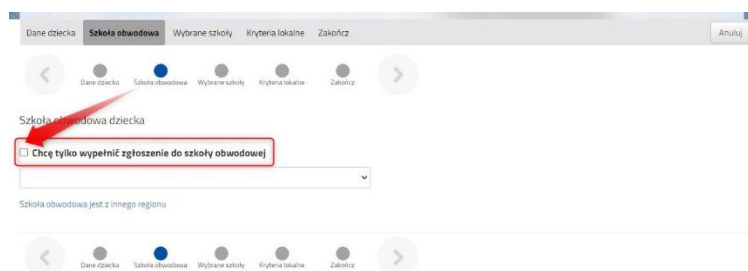 Dane dziecka Szkoła obwodowa Wybrane szkoły Kryteria lokalne Zakończ Anuluj
Dane dziecka Szkoła obwodowa Wybrane szkoły Kryteria lokalne Zakończ
Szkoła obwodowa dziecka
Chcę tylko wypełnić zgłoszenie do szkoły obwodowej
Szkoła obwodowa jest z innego regionu
Dane dziecka Szkoła obwodowa Wybrane szkoły Kryteria lokalne Zakończ